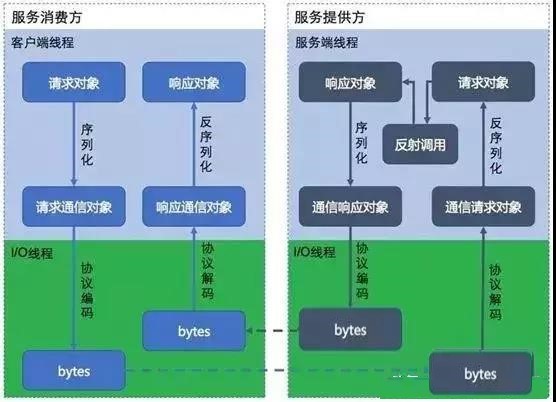 服务消费方
客户端线程
请求对象
响应对象
序列化
反序列化
请求通信对象
响应通信对象
I/O线程
协议编码
协议解码
bytes
bytes
服务提供方
服务端线程
响应对象
请求对象
反射调用
序列化
反序列化
通信响应对象
通信请求对象
I/O线程
协议编码
协议解码
bytes
bytes